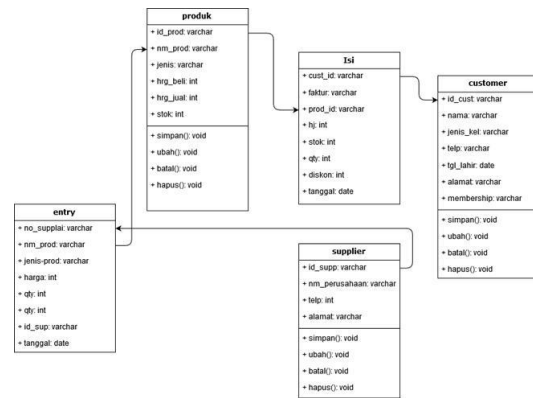 produk
+ id_prod: varchar
+ nm_prod: varchar
+ jenis: varchar
+ hrg_beli: int
+ hrg_jual: int
+ stok: int
+ simpan(): void
+ ubah(): void
+ batal(): void
+ hapus(): void
Isi
+ cust_id: varchar
+ faktur: varchar
+ prod_id: varchar
+ hj: int
+ stok: int
+ qty: int
+ diskon: int
+ tanggal: date
customer
+ id_cust: varchar
+ nama: varchar
+ jenis_kel: varchar
+ telp: varchar
+ tgl_lahir: date
+ alamat: varchar
+ membership: varchar
+ simpan(): void
+ ubah(): void
+ batal(): void
+ hapus(): void
entry
+ no_supplai: varchar
+ nm_prod: varchar
+ jenis-prod: varchar
+ harga: int
+ qty: int
+ qty: int
+ id_sup: varchar
+ tanggal: date
supplier
+ id_supp: varchar
+ nm_perusahaan: varchar
+ telp: int
+ alamat: varchar
+ simpan(): void
+ ubah(): void
+ batal(): void
+ hapus(): void